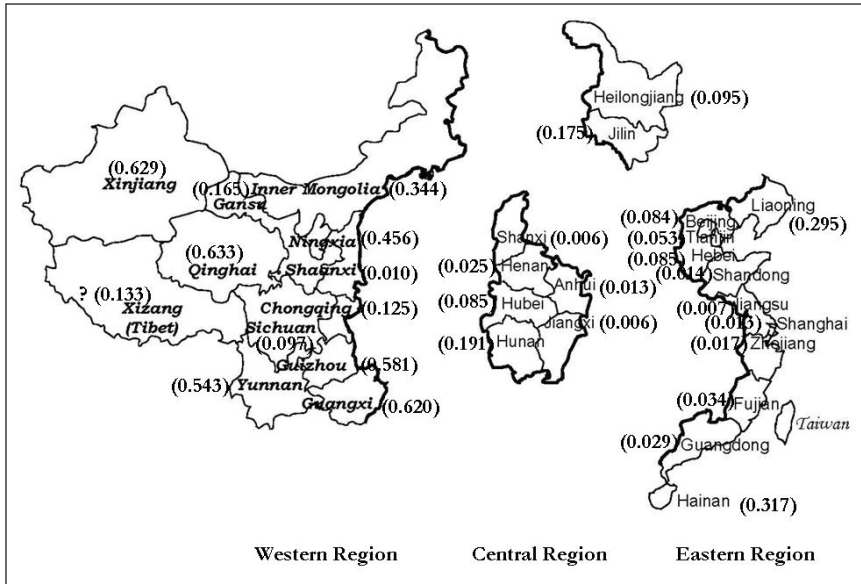 Heilongjiang (0.095)
(0.175) Jilin
(0.629)
Xinjiang
(0.165) Inner Mongolia (0.344)
Gansu
Ningxia (0.456)
(0.633)
Qinghai
Shaanxi (0.010)
? (0.133)
Xizang
(Tibet)
Chongqing (0.125)
Sichuan
(0.097)
Guizhou (0.581)
(0.543) Yunnan
Guangxi (0.620)
Shanxi (0.006)
(0.025) Henan
Anhui (0.013)
(0.085) Hubei
Jiangxi (0.006)
(0.191) Hunan
Liaoning
(0.295)
(0.084) Beijing
(0.053) Tianjin
(0.085) Hebei
(0.014) Shandong
(0.007) Jiangsu
(0.013) Shanghai
(0.017) Zhejiang
(0.034) Fujian
Taiwan
(0.029) Guangdong
Hainan (0.317)
Western Region Central Region Eastern Region